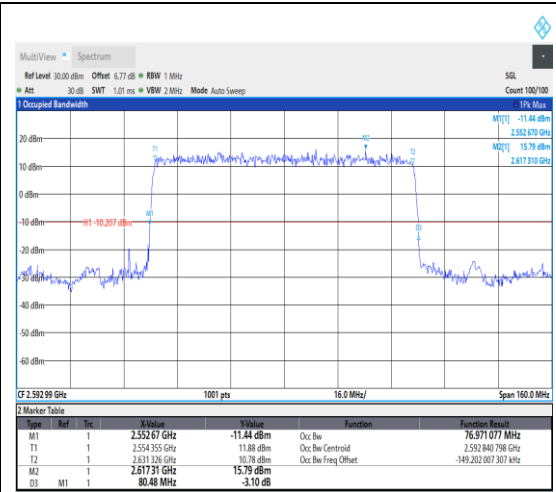 MultiView Spectrum
Ref Level 30.00 dBm Offset 6.77 dB RBW 1 MHz SGL
Att 30 dB SWT 1.01 ms VBW 2 MHz Mode Auto Sweep Count 100/100
1 Occupied Bandwidth 1Pk Max
M1[1] -11.44 dBm
2.552 670 GHz
M2[1] 15.79 dBm
2.617 310 GHz
20 dBm
T1
M2
T2
10 dBm
0 dBm
M1
-10 dBm
H1 -10.207 dBm
D3
-20 dBm
-30 dBm
-40 dBm
-50 dBm
-60 dBm
CF 2.592 99 GHz 1001 pts 16.0 MHz/ Span 160.0 MHz
2 Marker Table
Type Ref Trc X-Value Y-Value Function Function Result
M1 1 2.552 67 GHz -11.44 dBm Occ Bw 76.971 077 MHz
T1 1 2.554 355 GHz 11.88 dBm Occ Bw Centroid 2.592 840 798 GHz
T2 1 2.631 326 GHz 10.78 dBm Occ Bw Freq Offset -149.202 007 307 kHz
M2 1 2.617 31 GHz 15.79 dBm
D3 M1 1 80.48 MHz -3.10 dB